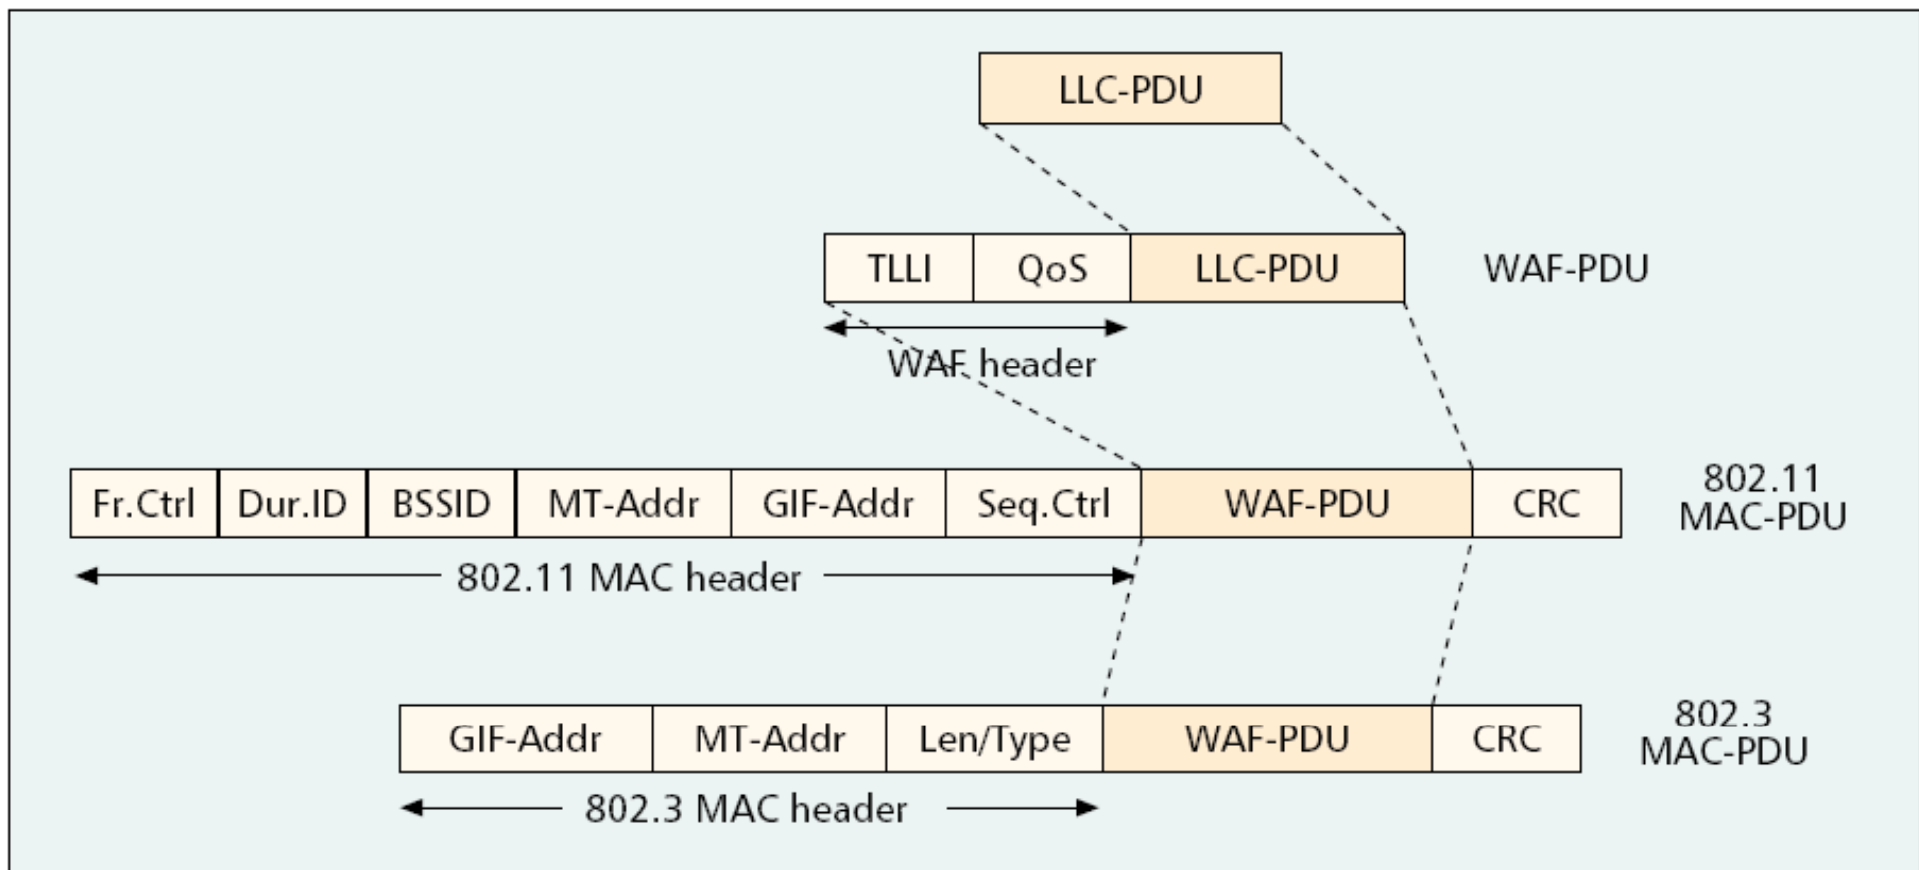 LLC-PDU
TLLI QoS LLC-PDU WAF-PDU
WAF header
Fr.Ctrl Dur.ID BSSID MT-Addr GIF-Addr Seq.Ctrl WAF-PDU CRC 802.11
MAC-PDU
802.11 MAC header
GIF-Addr MT-Addr Len/Type WAF-PDU CRC 802.3
MAC-PDU
802.3 MAC header